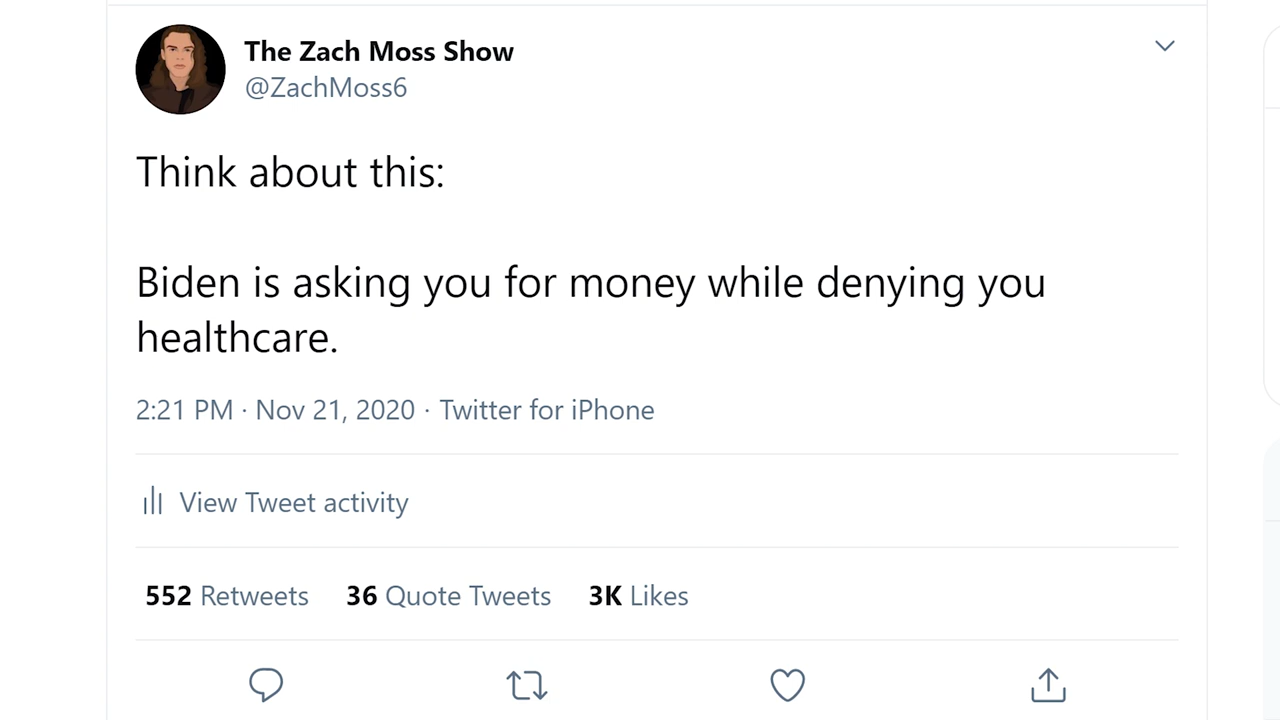 The Zach Moss Show
@ZachMoss6
Think about this:
Biden is asking you for money while denying you
healthcare.
2:21 PM · Nov 21, 2020 · Twitter for iPhone
View Tweet activity
552 Retweets 36 Quote Tweets 3K Likes